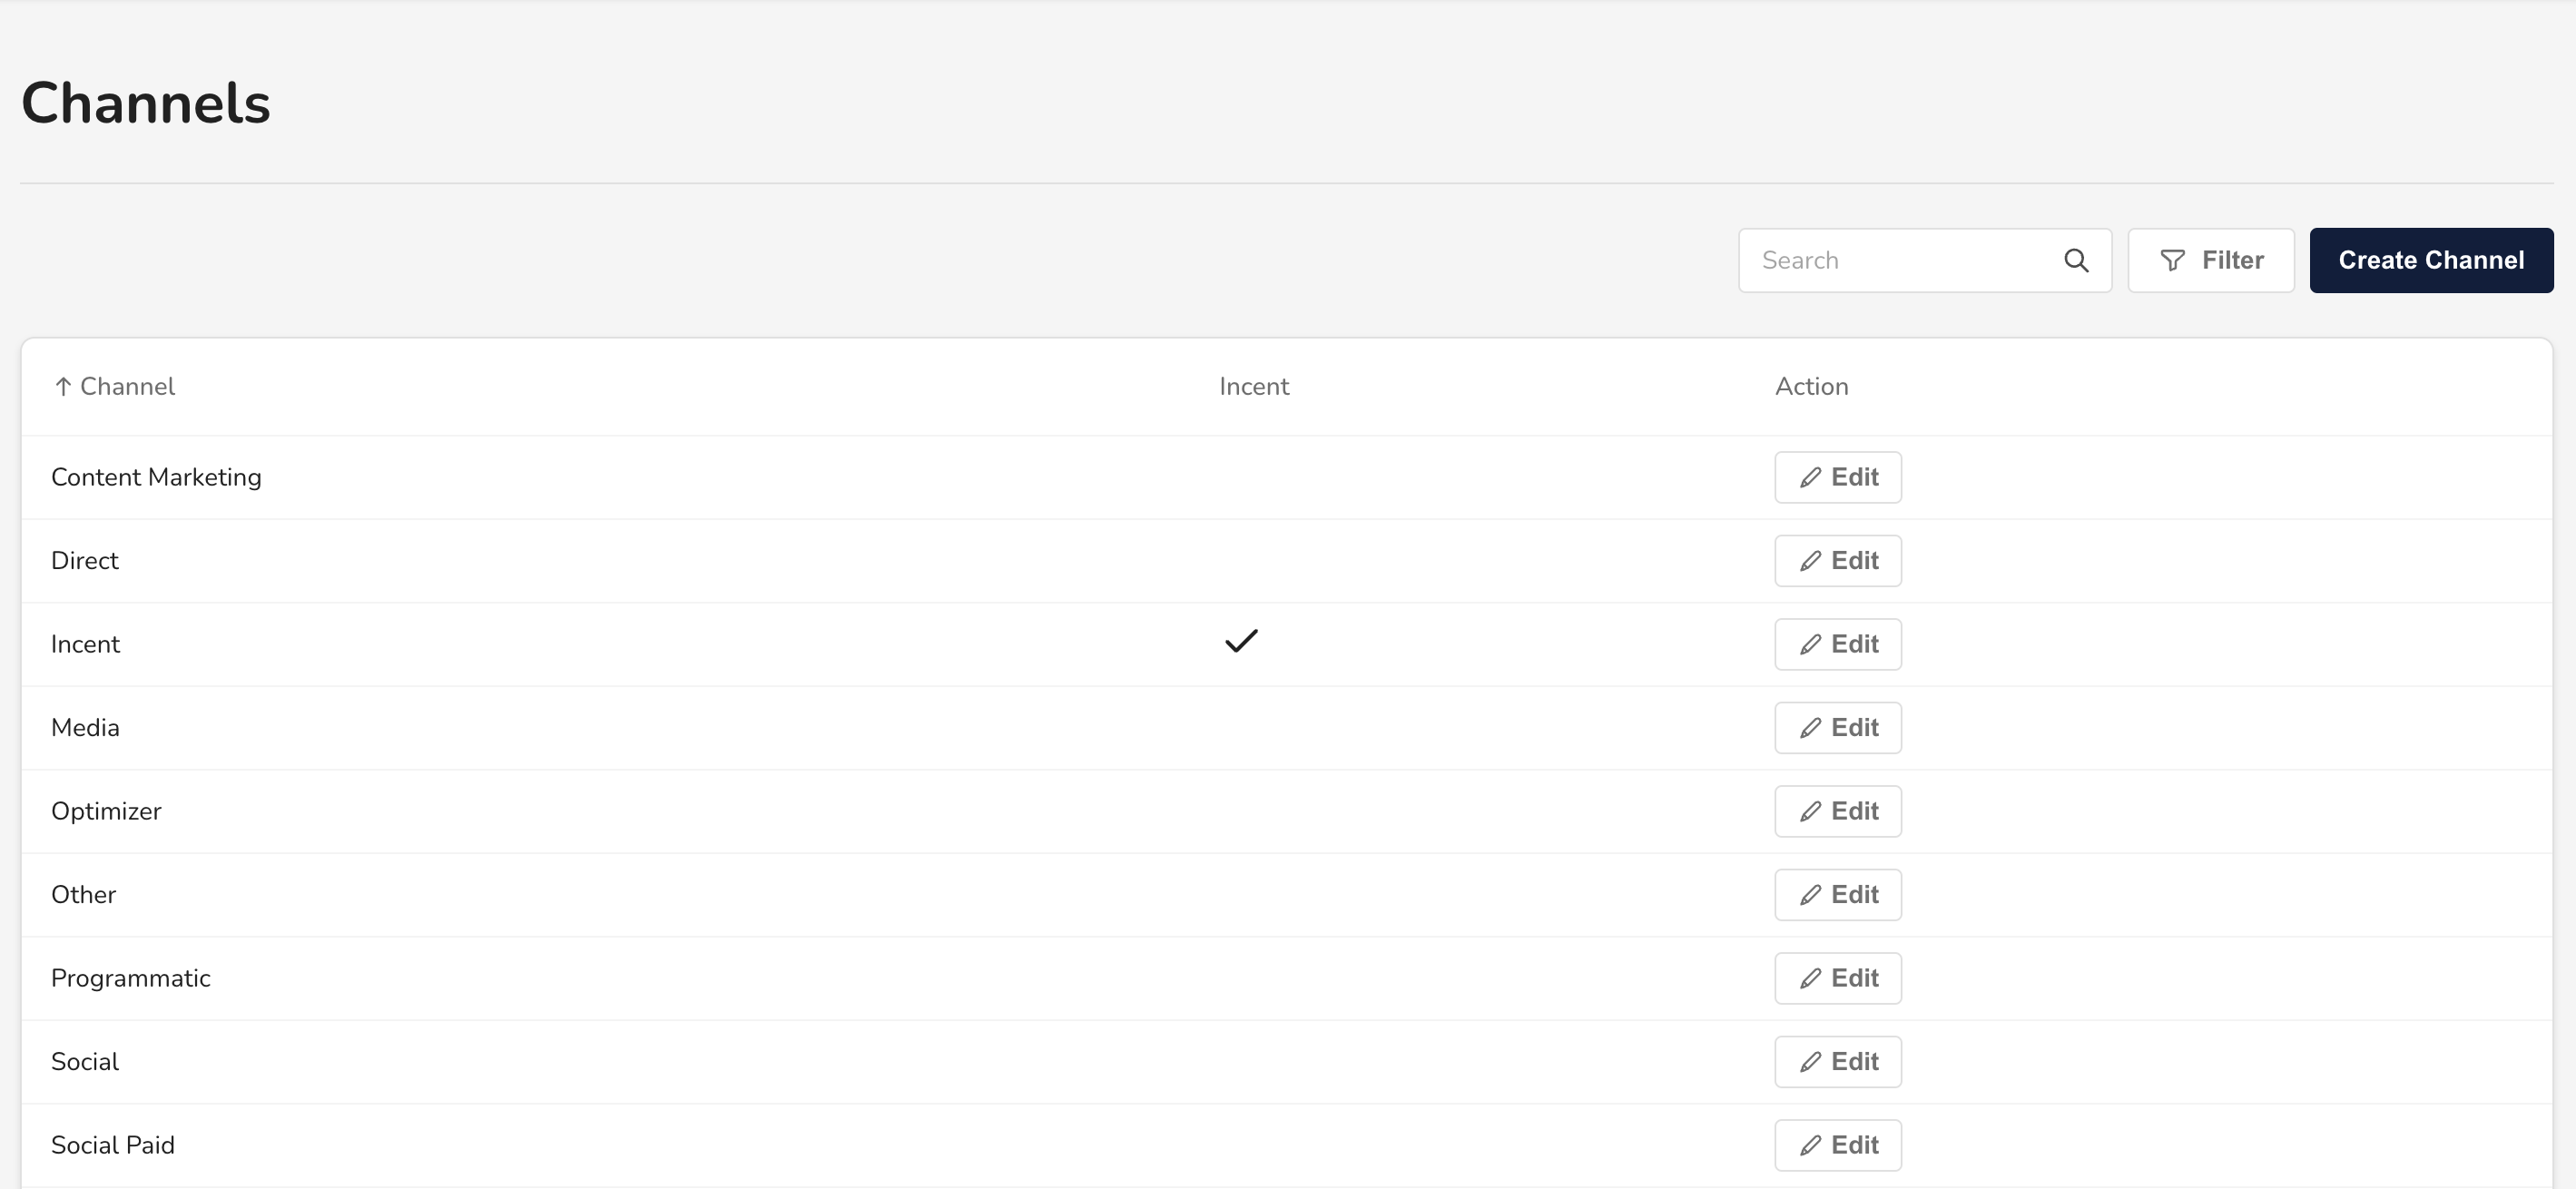 Channels
Search Filter Create Channel
↑ Channel Incent Action
Content Marketing Edit
Direct Edit
Incent ✓ Edit
Media Edit
Optimizer Edit
Other Edit
Programmatic Edit
Social Edit
Social Paid Edit